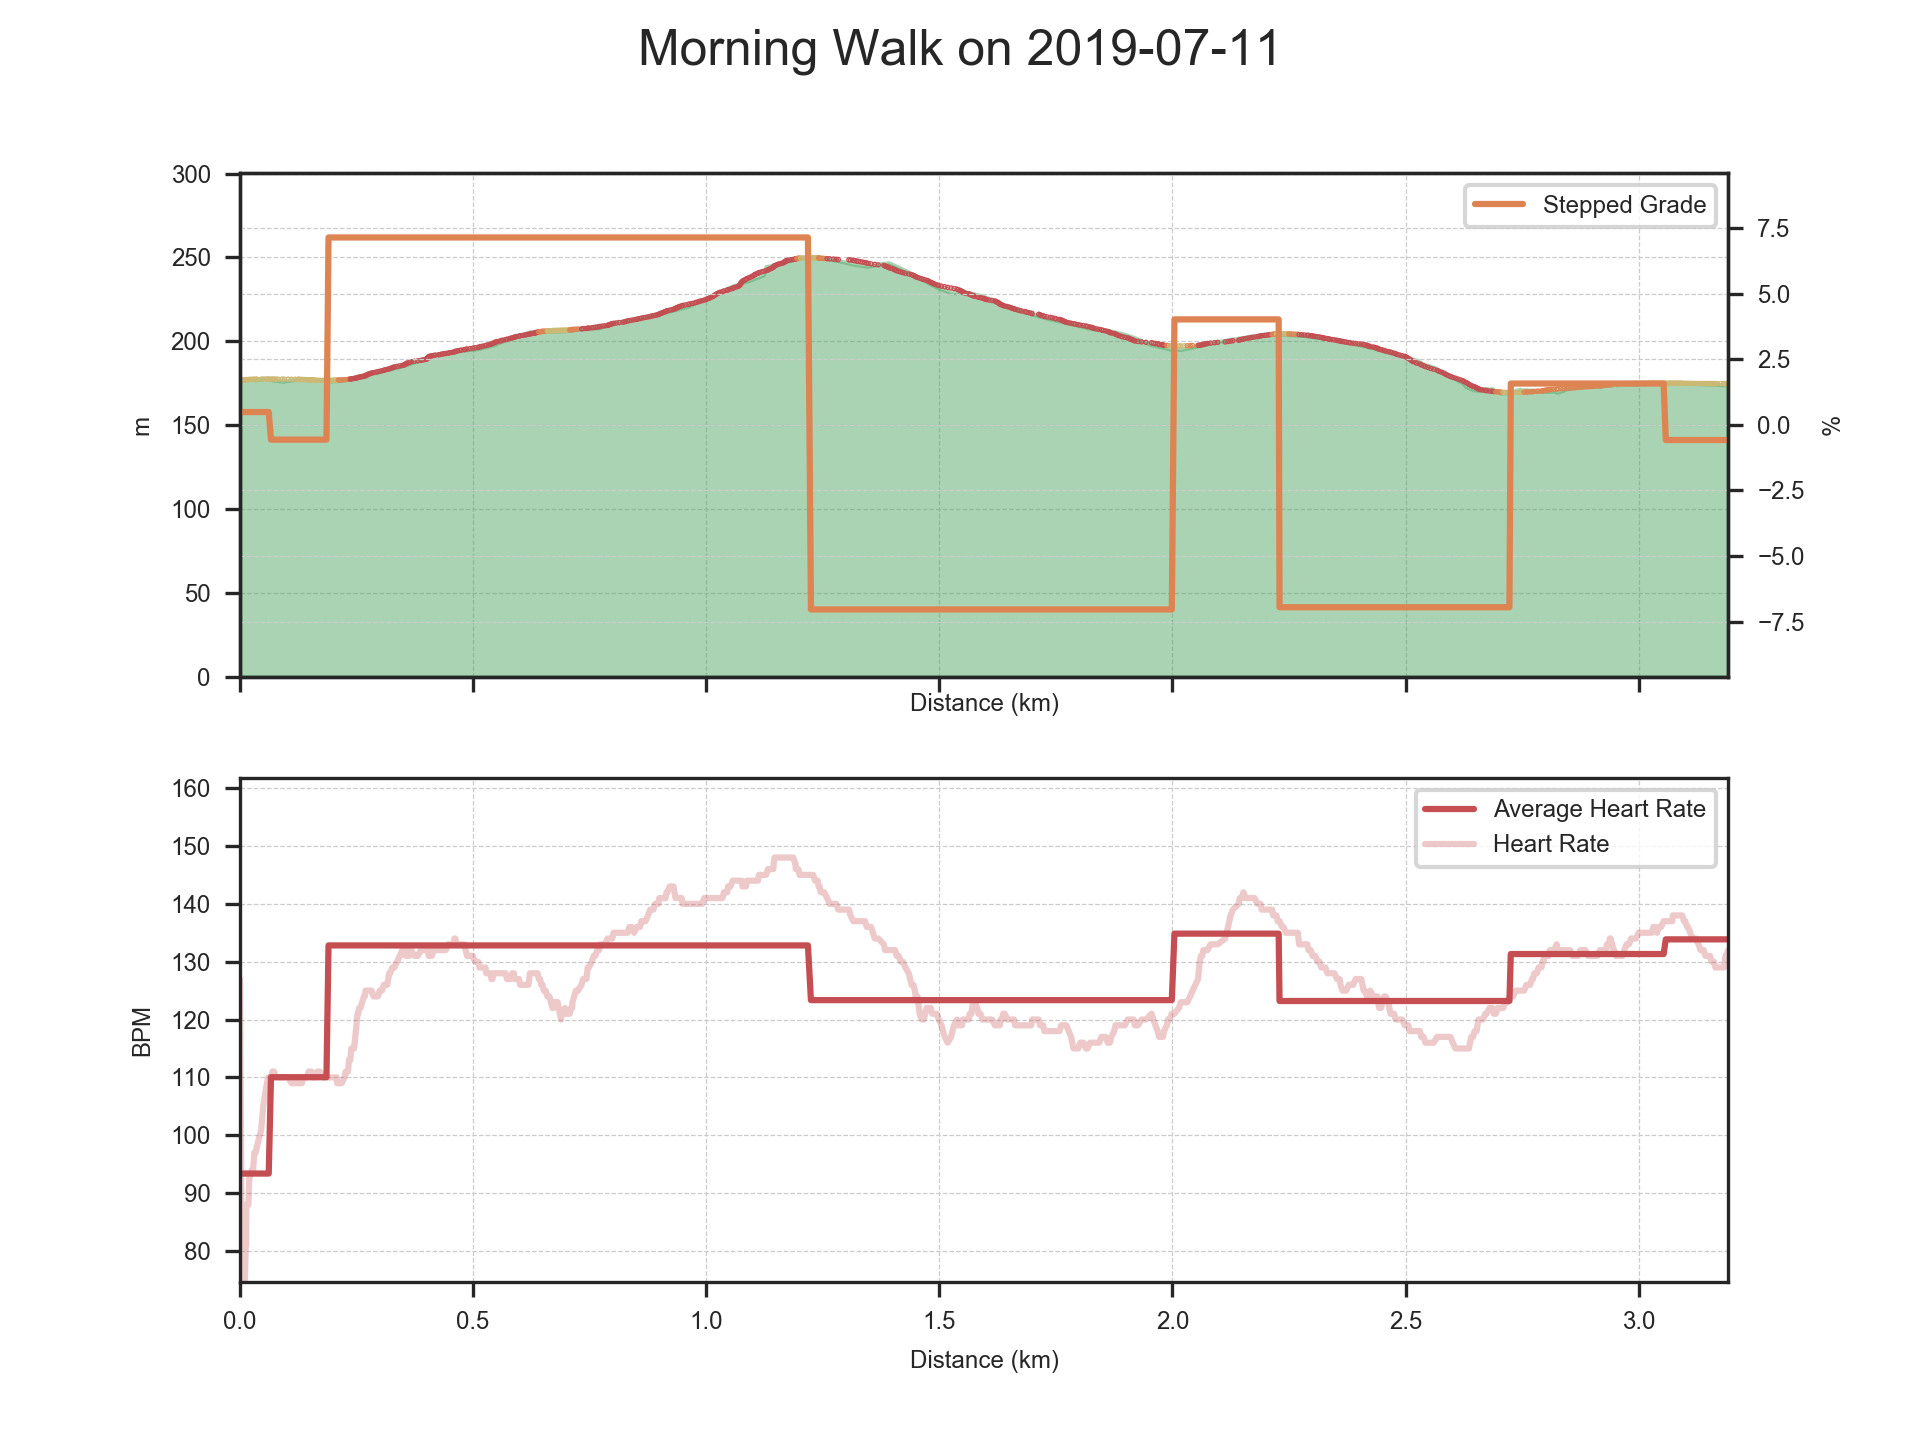 Morning Walk on 2019-07-11
300
250
200
150
100
50
0
m
Stepped Grade
7.5
5.0
2.5
0.0
−2.5
−5.0
−7.5
%
Distance (km)
160
150
140
130
120
110
100
90
80
BPM
Average Heart Rate
Heart Rate
0.0 0.5 1.0 1.5 2.0 2.5 3.0
Distance (km)